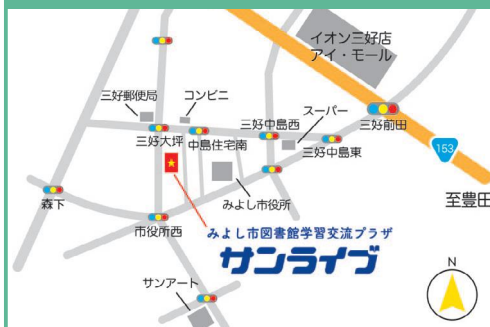 イオン三好店
アイ・モール
三好郵便局
コンビニ
スーパー
三好大坪
中島住宅南
三好中島西
三好中島東
三好前田
153
至豊田
森下
みよし市役所
市役所西
みよし市図書館学習交流プラザ
サンライブ
サンアート
N